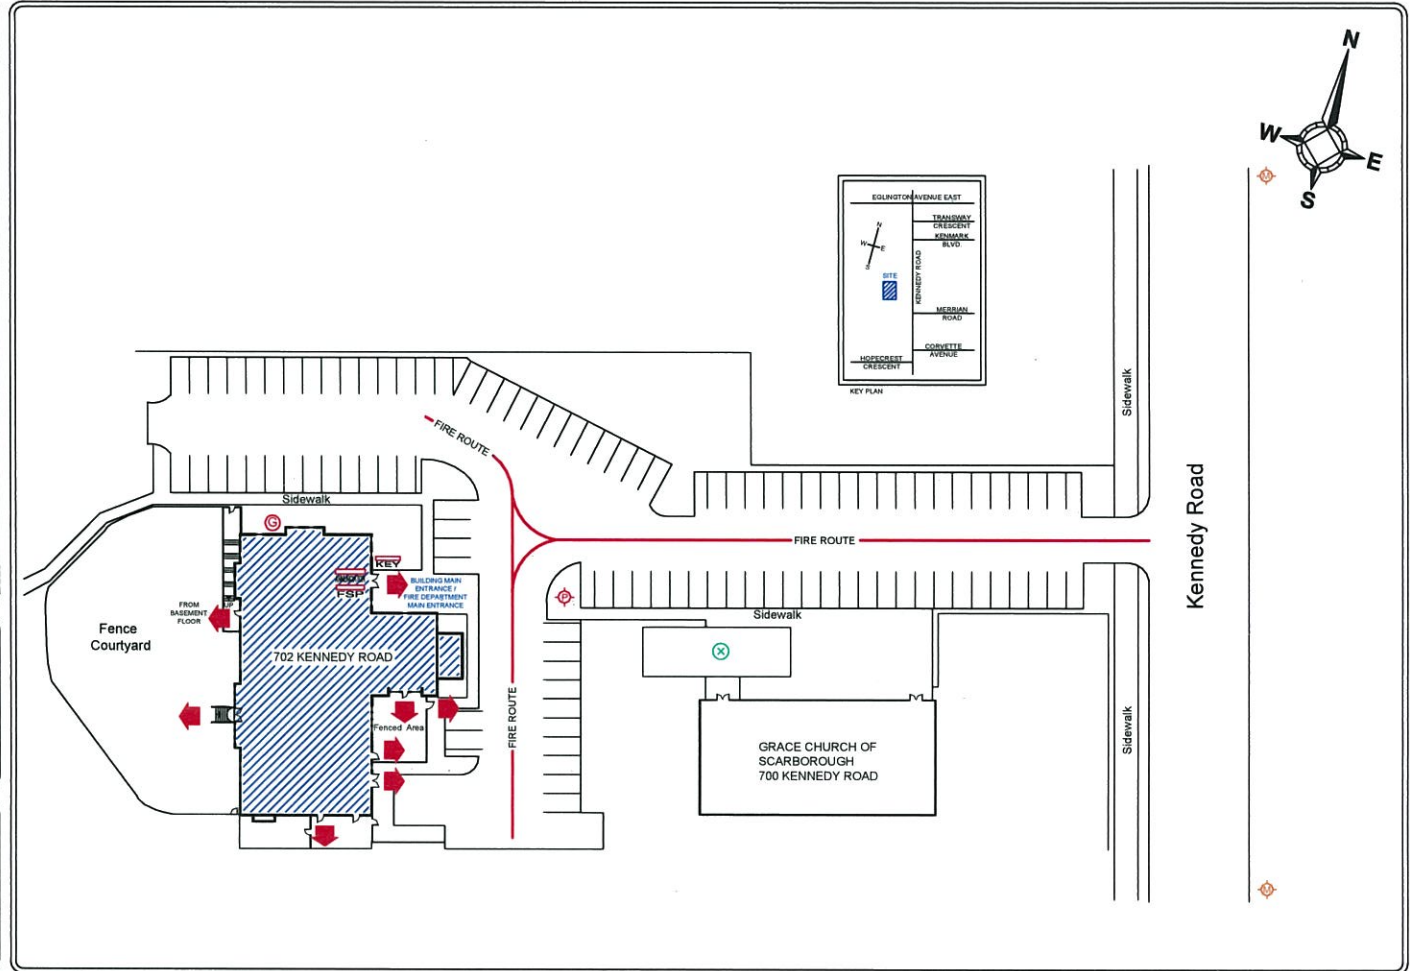 N
W
E
S
EGLINGTON AVENUE EAST
TRANSWAY
CRESCENT
KENMARK
BLVD.
N
W
E
S
SITE
KENNEDY ROAD
MERRIAN
ROAD
CORVETTE
AVENUE
HOPECREST
CRESCENT
KEY PLAN
M
Sidewalk
FIRE ROUTE
Sidewalk
G
Kennedy Road
FIRE ROUTE
KEY
FSP
BUILDING MAIN
ENTRANCE /
FIRE DEPARTMENT
MAIN ENTRANCE
P
UP
FROM
BASEMENT
FLOOR
Sidewalk
Fence
Courtyard
702 KENNEDY ROAD
X
FIRE ROUTE
Fenced Area
Sidewalk
GRACE CHURCH OF
SCARBOROUGH
700 KENNEDY ROAD
M